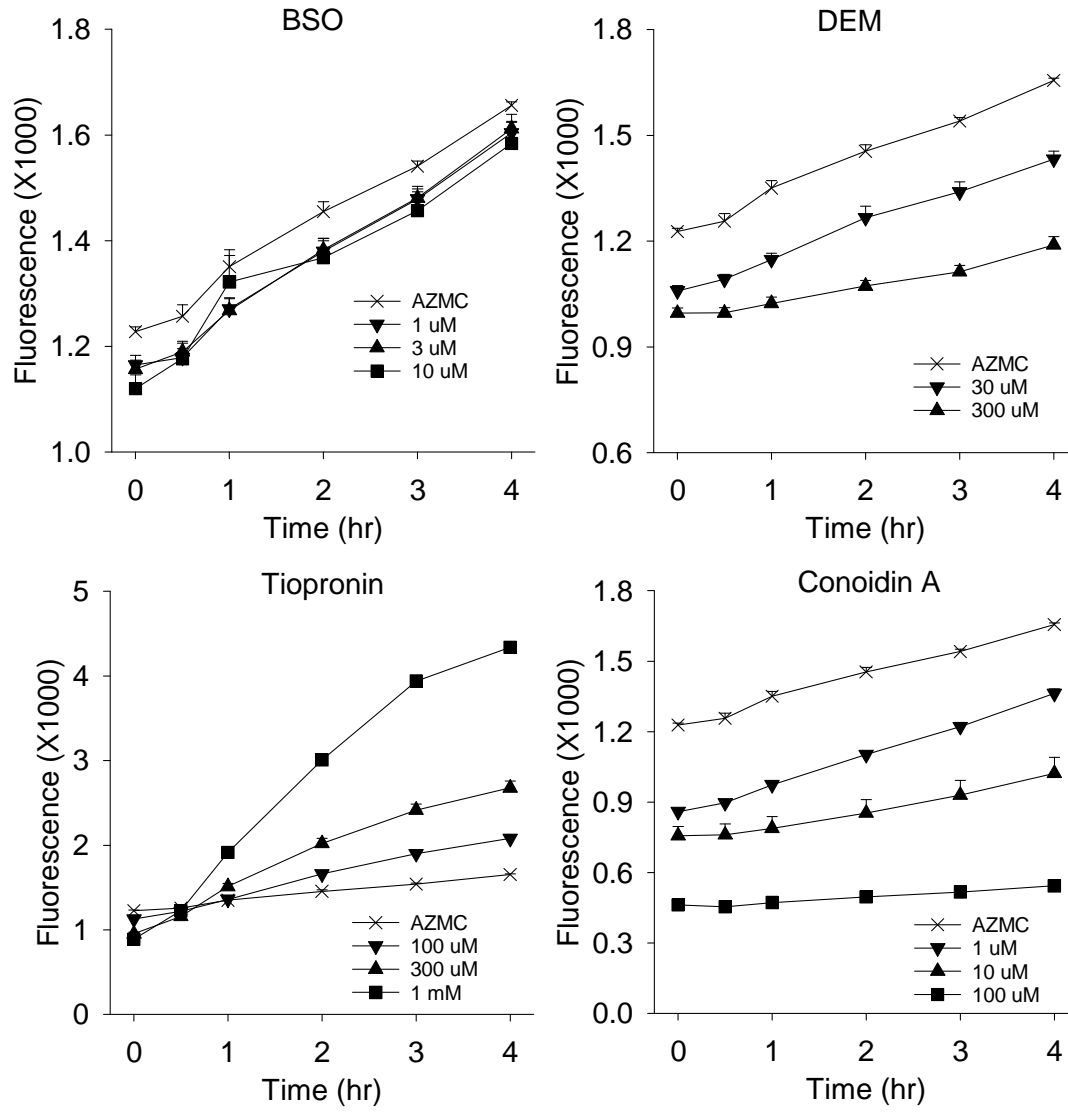 BSO
Fluorescence (X1000)
1.8
1.6
1.4
1.2
1.0
AZMC
1 uM
3 uM
10 uM
0 1 2 3 4
Time (hr)
DEM
Fluorescence (X1000)
1.8
1.5
1.2
0.9
0.6
AZMC
30 uM
300 uM
0 1 2 3 4
Time (hr)
Tiopronin
Fluorescence (X1000)
5
4
3
2
1
0
AZMC
100 uM
300 uM
1 mM
0 1 2 3 4
Time (hr)
Conoidin A
Fluorescence (X1000)
1.8
1.5
1.2
0.9
0.6
0.3
0.0
AZMC
1 uM
10 uM
100 uM
0 1 2 3 4
Time (hr)